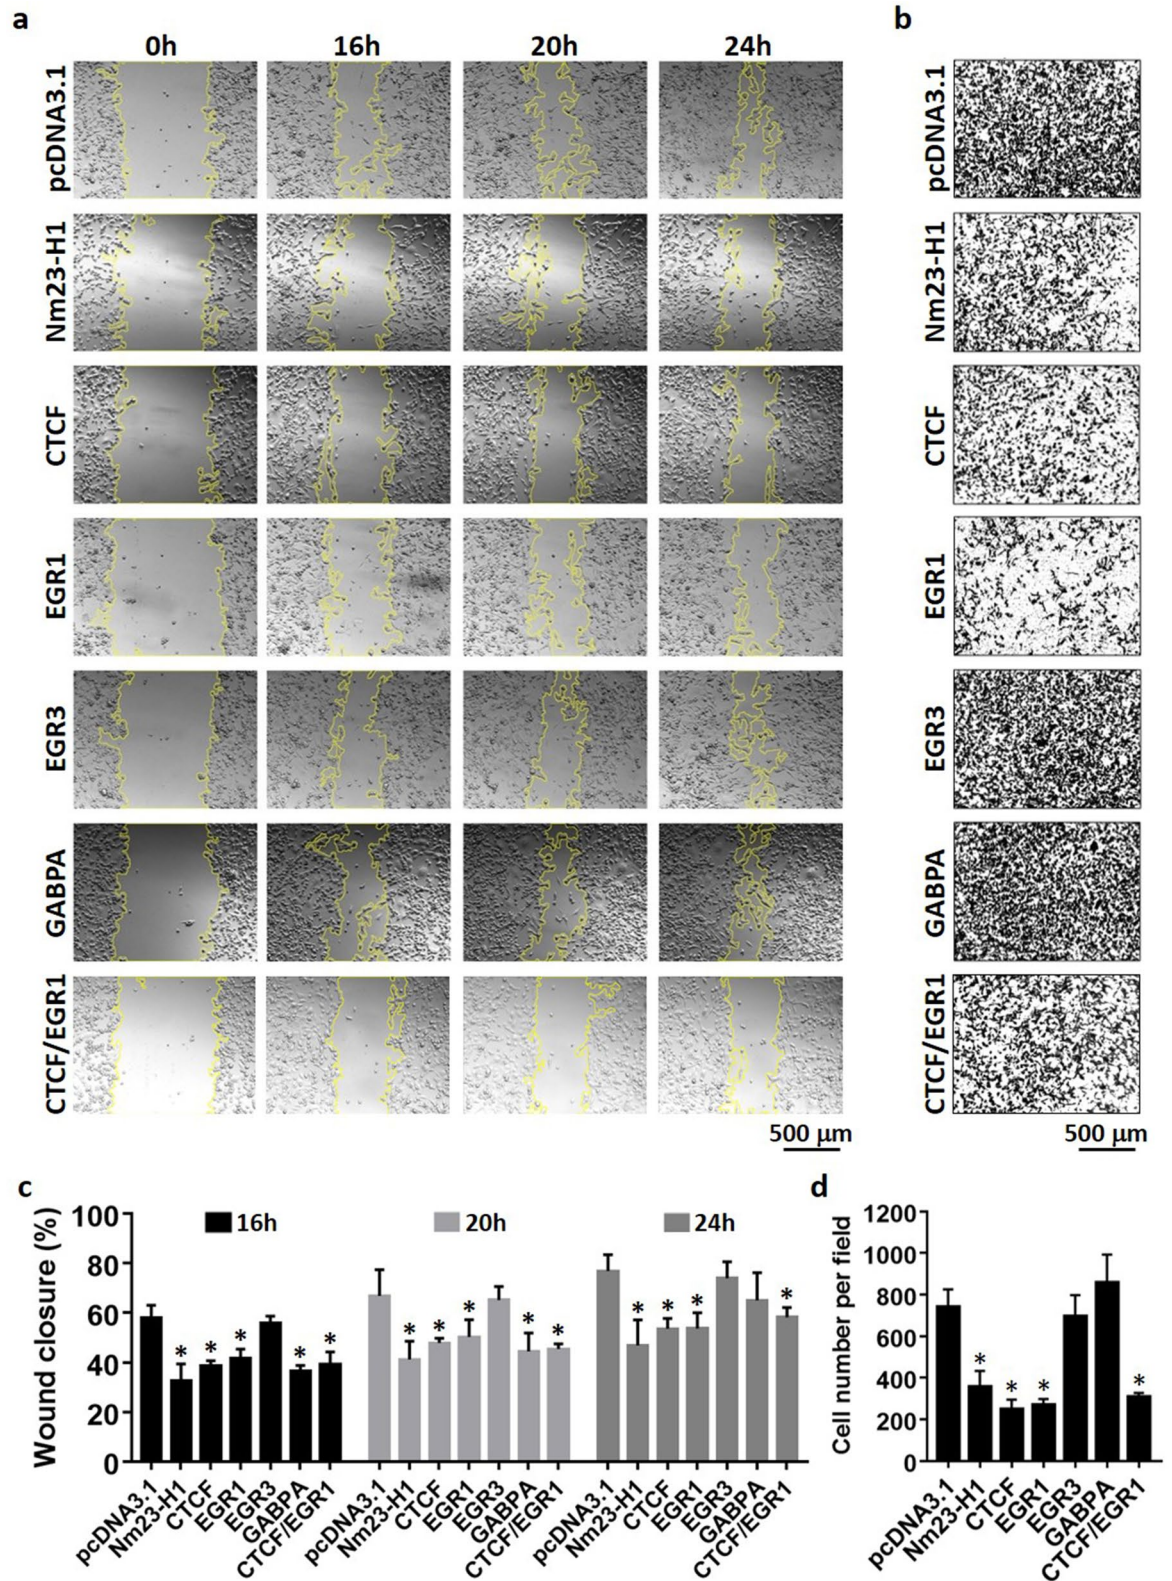 a
b
0h 16h 20h 24h
pcDNA3.1
pcDNA3.1
Nm23-H1
Nm23-H1
CTCF
CTCF
EGR1
EGR1
EGR3
EGR3
GABPA
GABPA
CTCF/EGR1
CTCF/EGR1
500 µm
500 µm
c
Wound closure (%)
100
80
60
40
20
0
16h 20h 24h
* * * * *
* * * * *
* * * *
pcDNA3.1 Nm23-H1 CTCF EGR1 EGR3 GABPA CTCF/EGR1
pcDNA3.1 Nm23-H1 CTCF EGR1 EGR3 GABPA CTCF/EGR1
pcDNA3.1 Nm23-H1 CTCF EGR1 EGR3 GABPA CTCF/EGR1
d
Cell number per field
1200
1000
800
600
400
200
0
* * * *
pcDNA3.1 Nm23-H1 CTCF EGR1 EGR3 GABPA CTCF/EGR1